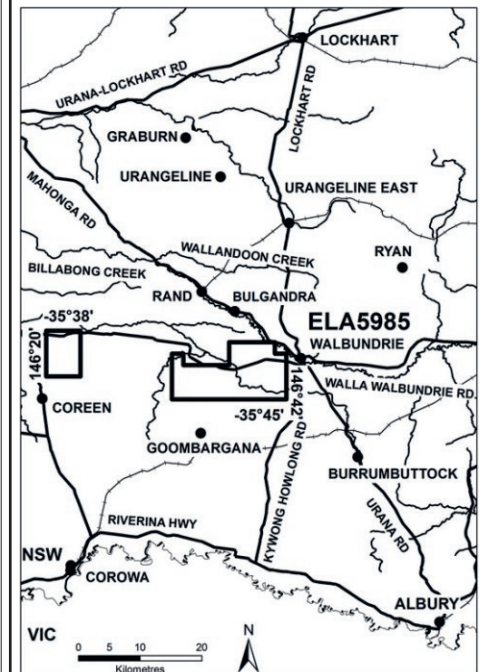 LOCKHART
URANA-LOCKHART RD
LOCKHART RD
GRABURN
URANGELINE
MAHONGA RD
URANGELINE EAST
WALLANDOON CREEK
RYAN
BILLABONG CREEK
RAND
BULGANDRA
ELA5985
-35°38'
WALBUNDRIE
146°20'
146°42'
WALLA WALBUNDRIE RD
COREEN
-35°45'
GOOMBARGANA
KYWONG HOWLONG RD
BURRUMBUTTOCK
RIVERINA HWY
URANA RD
NSW
COROWA
ALBURY
VIC
0 5 10 20
Kilometres
N